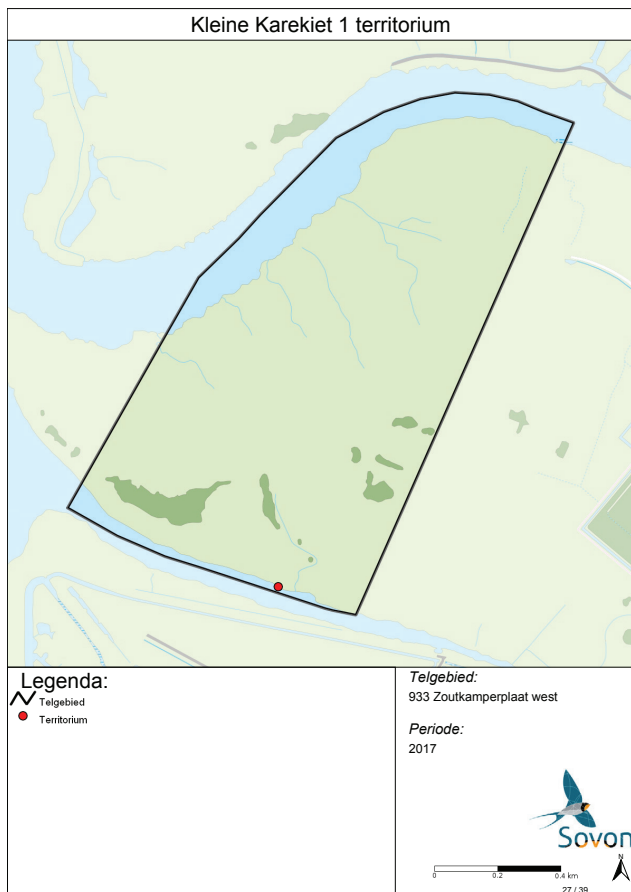 Kleine Karekiet 1 territorium
Legenda:
Telgebied
Territorium
Telgebied:
933 Zoutkamperplaat west
Periode:
2017
Sovon
N
0 0.2 0.4 km
27 / 39